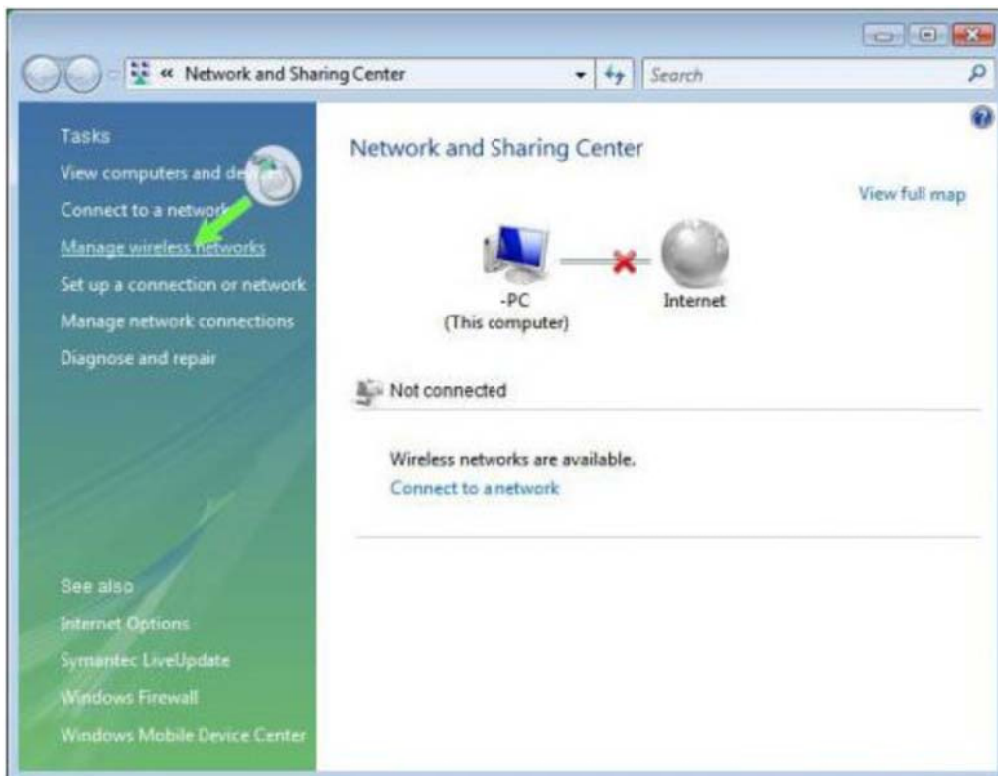 « Network and Sharing Center
Search
Tasks
View computers and de
Connect to a network
Manage wireless networks
Set up a connection or network
Manage network connections
Diagnose and repair
See also
Internet Options
Symantec LiveUpdate
Windows Firewall
Windows Mobile Device Center
Network and Sharing Center
View full map
-PC
(This computer)
Internet
Not connected
Wireless networks are available.
Connect to a network